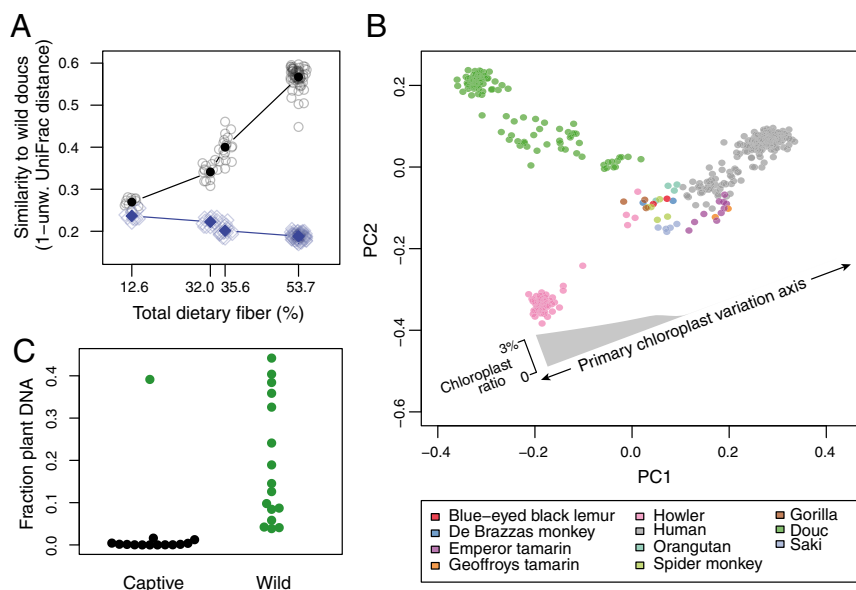 A
Similarity to wild doucs
(1−unw. UniFrac distance)
0.6
0.5
0.4
0.3
0.2
12.6
32.0
35.6
53.7
Total dietary fiber (%)
B
PC2
0.2
0.0
−0.2
−0.4
−0.6
Primary chloroplast variation axis
3%
0
Chloroplast
ratio
−0.4
−0.2
0.0
0.2
0.4
PC1
Blue−eyed black lemur
De Brazzas monkey
Emperor tamarin
Geoffroys tamarin
Howler
Human
Orangutan
Spider monkey
Gorilla
Douc
Saki
C
Fraction plant DNA
0.4
0.3
0.2
0.1
0.0
Captive
Wild